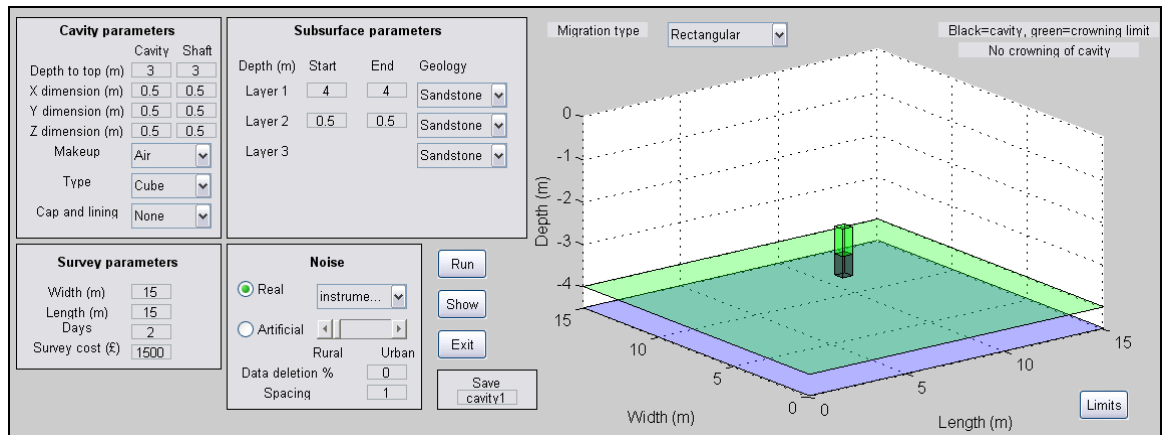 Cavity parameters
Cavity Shaft
Depth to top (m) 3 3
X dimension (m) 0.5 0.5
Y dimension (m) 0.5 0.5
Z dimension (m) 0.5 0.5
Makeup Air
Type Cube
Cap and lining None
Subsurface parameters
Depth (m) Start End Geology
Layer 1 4 4 Sandstone
Layer 2 0.5 0.5 Sandstone
Layer 3 Sandstone
Survey parameters
Width (m) 15
Length (m) 15
Days 2
Survey cost (£) 1500
Noise
Real instrume...
Artificial
Rural Urban
Data deletion % 0
Spacing 1
Run
Show
Exit
Save
cavity1
Migration type Rectangular
Black=cavity, green=crowning limit
No crowning of cavity
Depth (m)
0
-1
-2
-3
-4
15
10
5
0
Width (m)
0
5
10
15
Length (m)
Limits